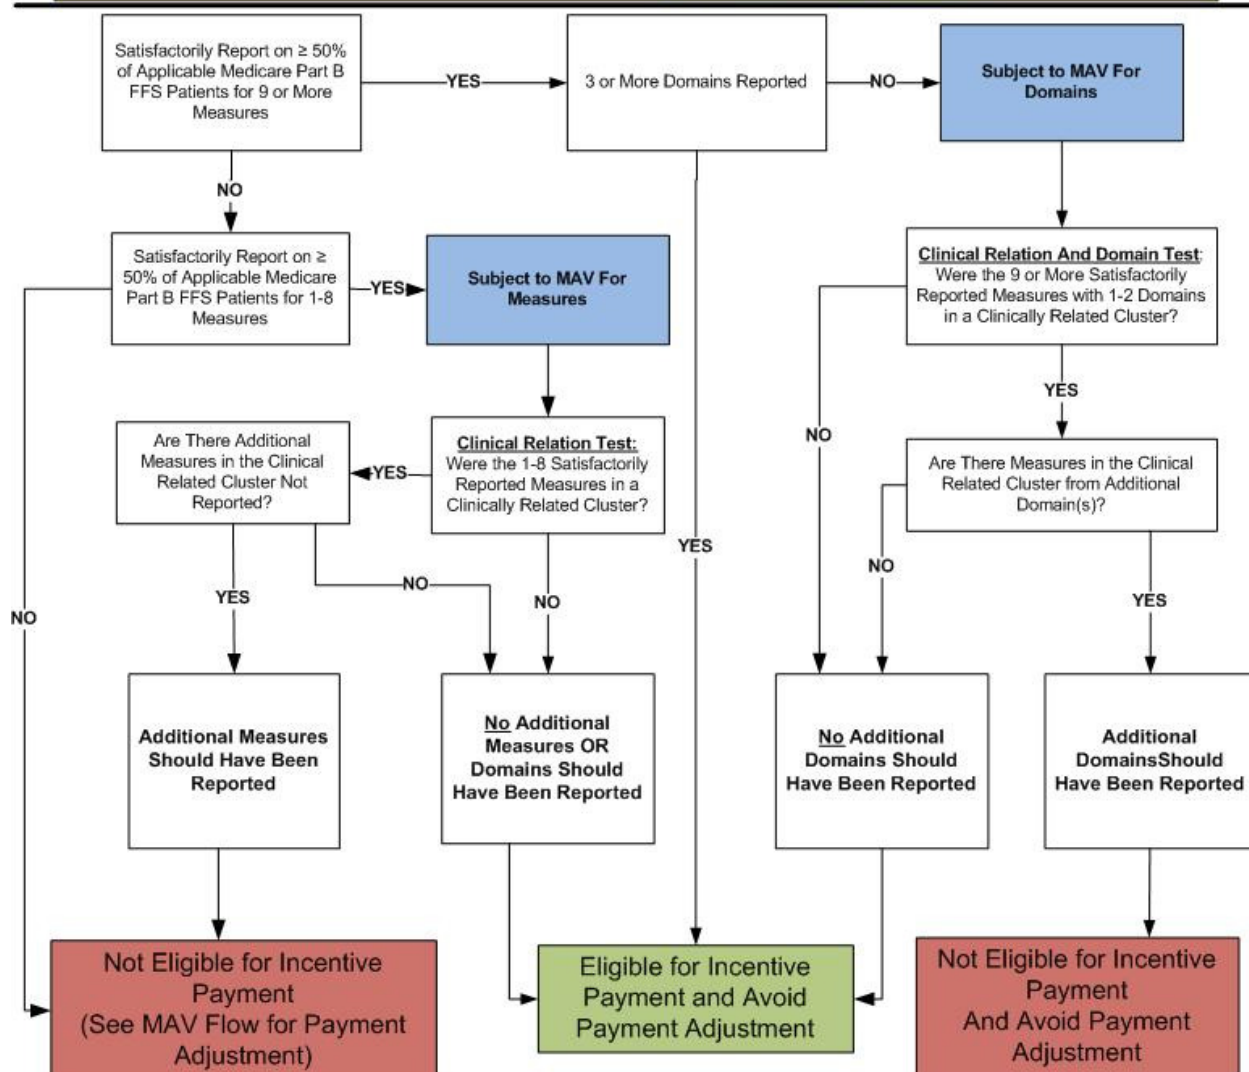 Satisfactorily Report on ≥ 50%
of Applicable Medicare Part B
FFS Patients for 9 or More
Measures
YES
3 or More Domains Reported
NO
Subject to MAV For
Domains
NO
Satisfactorily Report on ≥
50% of Applicable Medicare
Part B FFS Patients for 1-8
Measures
YES
Subject to MAV For
Measures
Clinical Relation And Domain Test:
Were the 9 or More Satisfactorily
Reported Measures with 1-2 Domains
in a Clinically Related Cluster?
YES
NO
Are There Additional
Measures in the Clinical
Related Cluster Not
Reported?
YES
Clinical Relation Test:
Were the 1-8 Satisfactorily
Reported Measures in a
Clinically Related Cluster?
Are There Measures in the Clinical
Related Cluster from Additional
Domain(s)?
YES
NO
NO
YES
NO
NO
YES
Additional Measures
Should Have Been
Reported
No Additional
Measures OR
Domains Should
Have Been Reported
No Additional
Domains Should
Have Been Reported
Additional
DomainsShould
Have Been Reported
Not Eligible for Incentive
Payment
(See MAV Flow for Payment
Adjustment)
Eligible for Incentive
Payment and Avoid
Payment Adjustment
Not Eligible for Incentive
Payment
And Avoid Payment
Adjustment